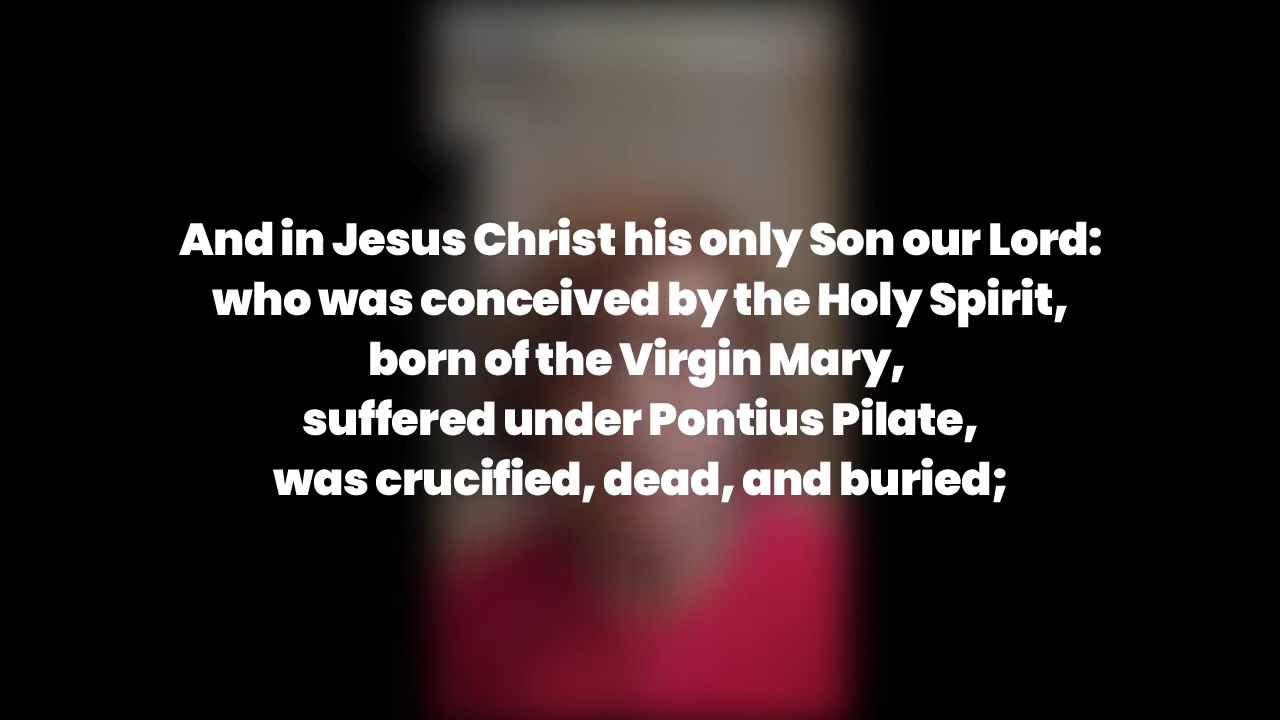 And in Jesus Christ his only Son our Lord:
who was conceived by the Holy Spirit,
born of the Virgin Mary,
suffered under Pontius Pilate,
was crucified, dead, and buried;